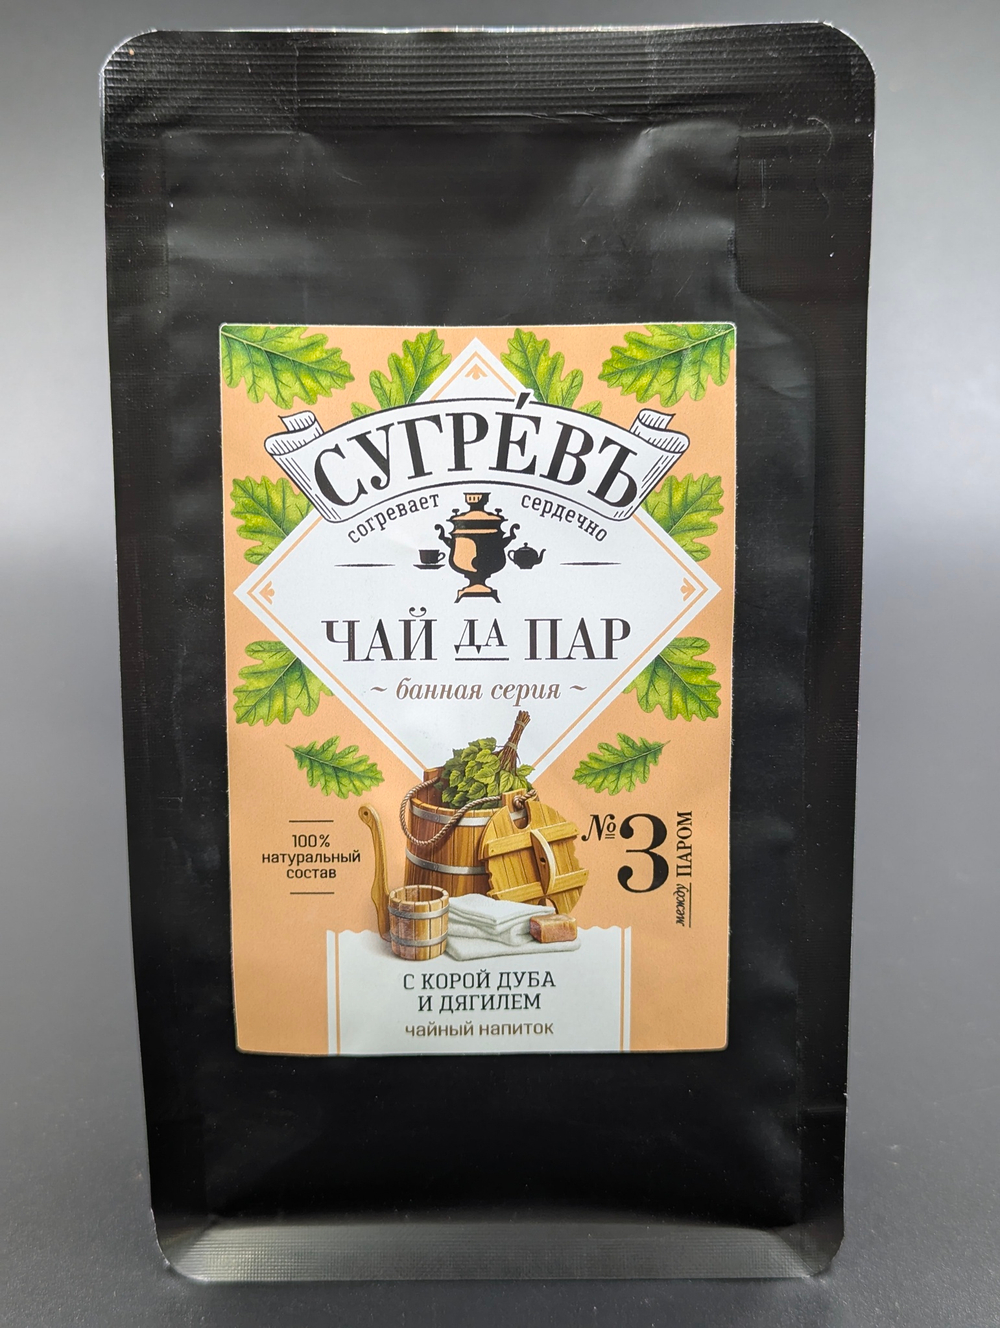 СУГРЕ́ВЪ
согревает сердечно
ЧАЙ ДА ПАР
~ банная серия ~
100%
натуральный
состав
№3
между ПАРОМ
С КОРОЙ ДУБА
И ДЯГИЛЕМ
чайный напиток